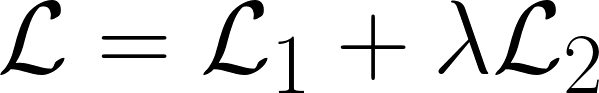 ℒ = ℒ₁ + λℒ₂